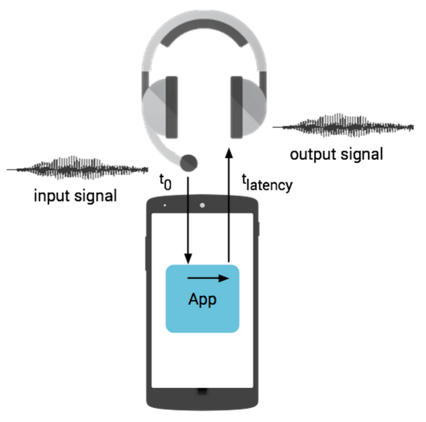 output signal
input signal
t0
tlatency
App